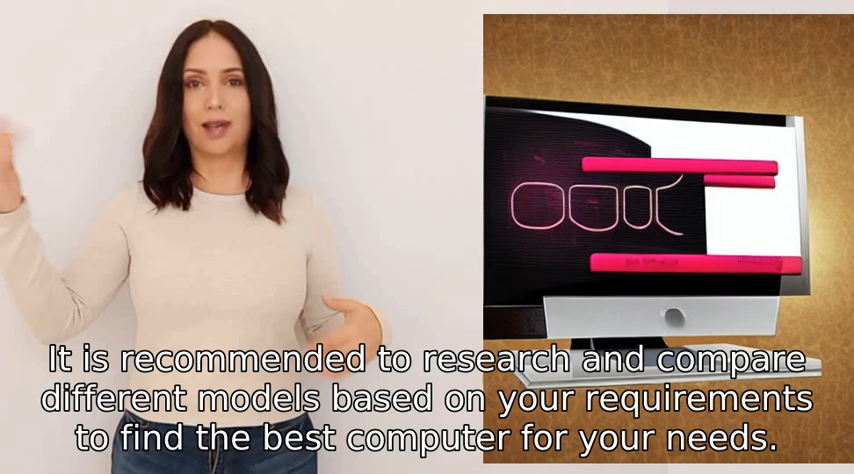 It is recommended to research and compare
different models based on your requirements
to find the best computer for your needs.